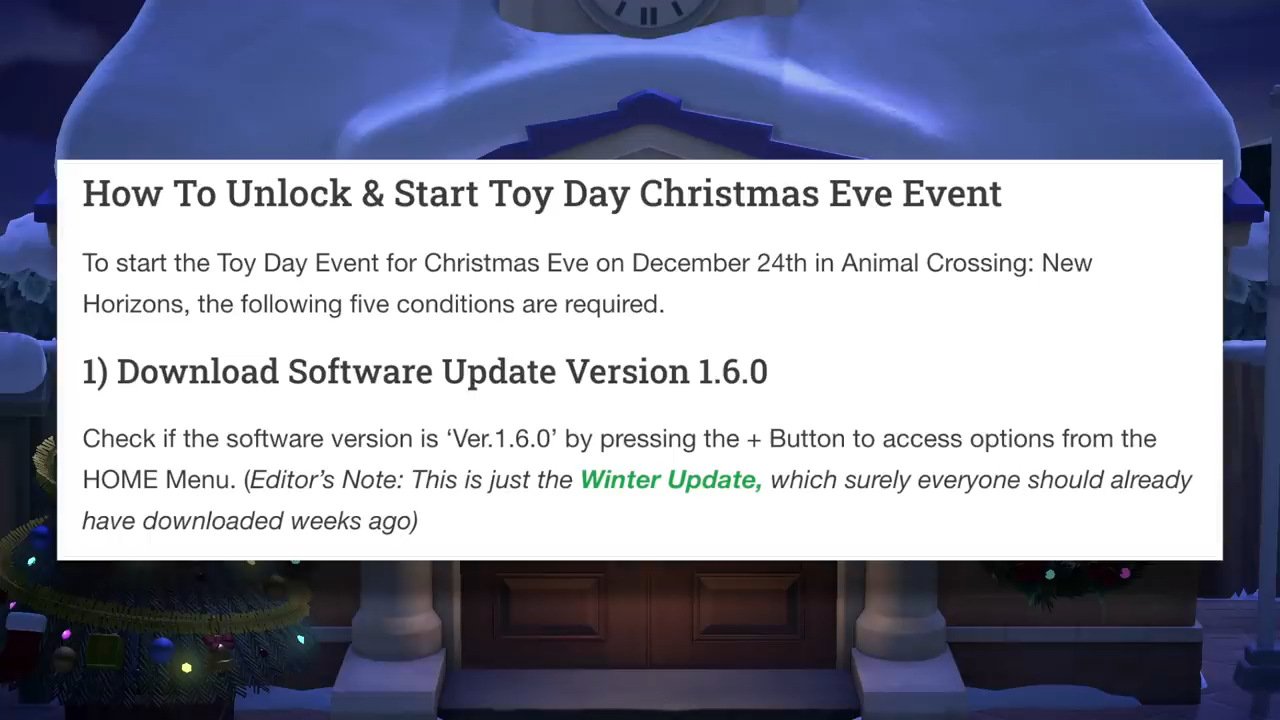 How To Unlock & Start Toy Day Christmas Eve Event
To start the Toy Day Event for Christmas Eve on December 24th in Animal Crossing: New
Horizons, the following five conditions are required.
1) Download Software Update Version 1.6.0
Check if the software version is ‘Ver.1.6.0’ by pressing the + Button to access options from the
HOME Menu. (Editor’s Note: This is just the Winter Update, which surely everyone should already
have downloaded weeks ago)